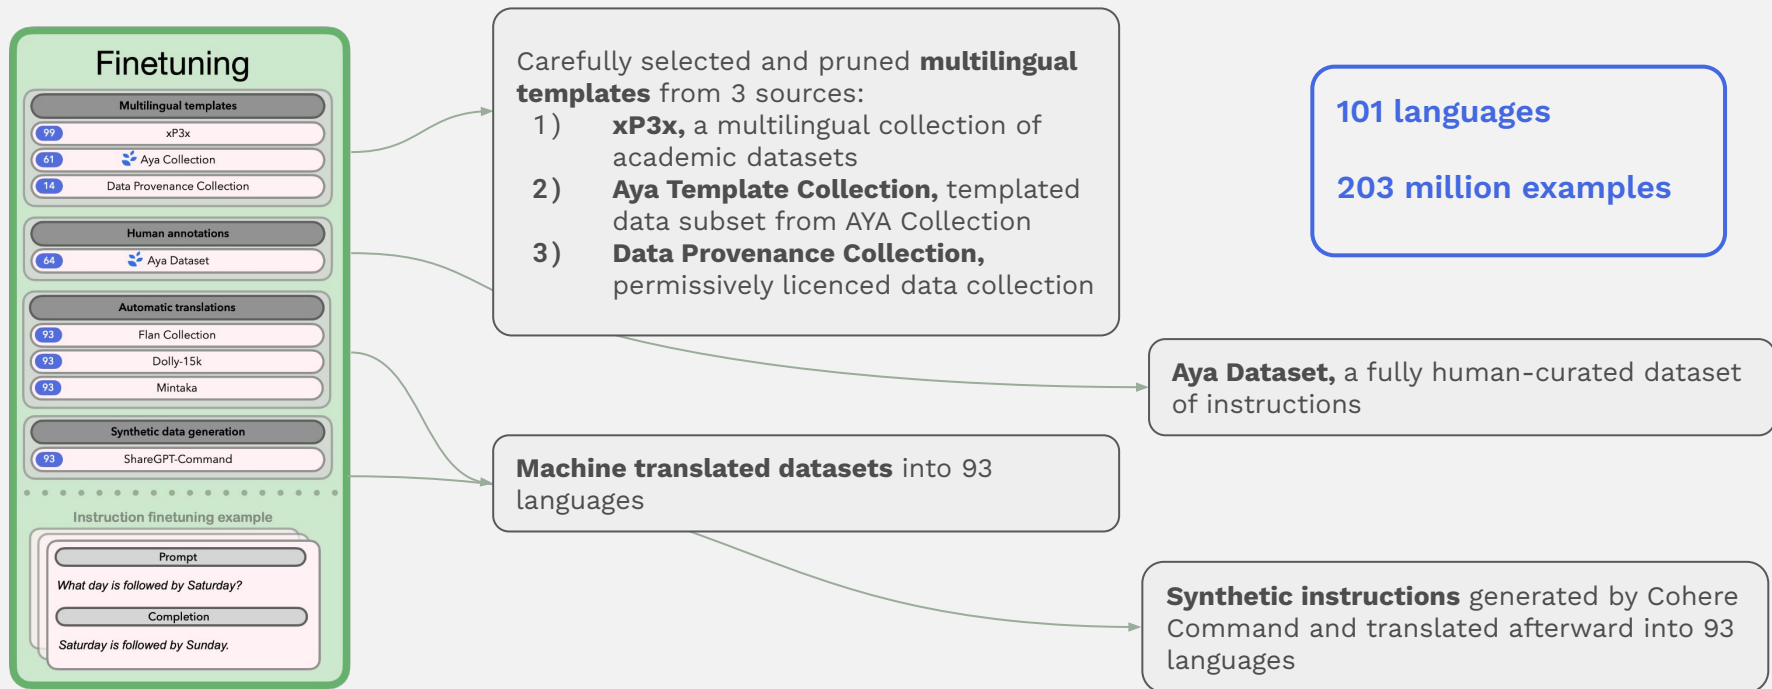 Finetuning
Multilingual templates
99 xP3x
61 Aya Collection
14 Data Provenance Collection
Human annotations
64 Aya Dataset
Automatic translations
93 Flan Collection
93 Dolly-15k
93 Mintaka
Synthetic data generation
93 ShareGPT-Command
Instruction finetuning example
Prompt
What day is followed by Saturday?
Completion
Saturday is followed by Sunday.
Carefully selected and pruned multilingual
templates from 3 sources:
1) xP3x, a multilingual collection of
academic datasets
2) Aya Template Collection, templated
data subset from AYA Collection
3) Data Provenance Collection,
permissively licenced data collection
101 languages
203 million examples
Aya Dataset, a fully human-curated dataset
of instructions
Machine translated datasets into 93
languages
Synthetic instructions generated by Cohere
Command and translated afterward into 93
languages